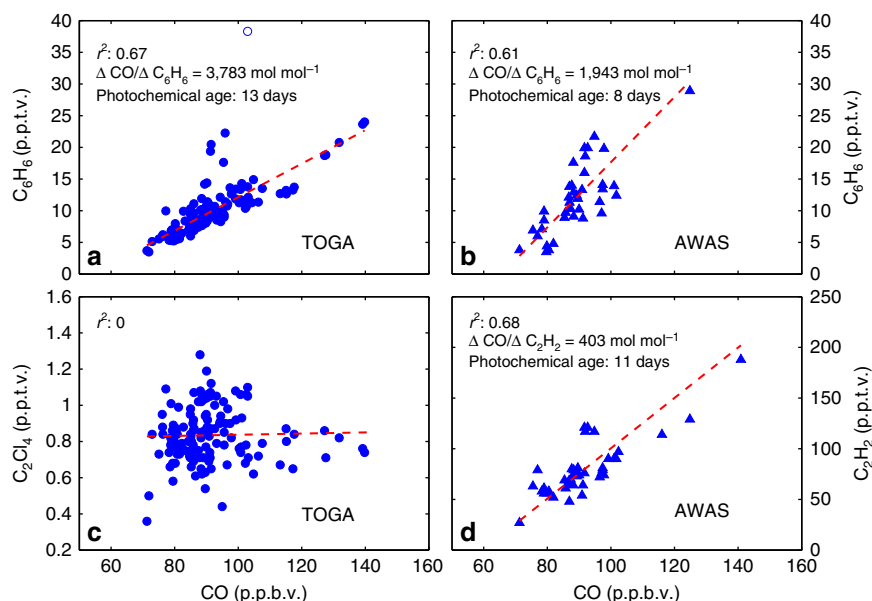 40
35
30
25
20
15
10
5
0
C6H6 (p.p.t.v.)
r²: 0.67
Δ CO/Δ C6H6 = 3,783 mol mol⁻¹
Photochemical age: 13 days
a
TOGA
r²: 0.61
Δ CO/Δ C6H6 = 1,943 mol mol⁻¹
Photochemical age: 8 days
b
AWAS
40
35
30
25
20
15
10
5
0
C6H6 (p.p.t.v.)
1.6
1.4
1.2
1
0.8
0.6
0.4
0.2
C2Cl4 (p.p.t.v.)
r²: 0
c
TOGA
40 60 80 100 120 140 160
CO (p.p.b.v.)
r²: 0.68
Δ CO/Δ C2H2 = 403 mol mol⁻¹
Photochemical age: 11 days
d
AWAS
60 80 100 120 140 160
CO (p.p.b.v.)
250
200
150
100
50
0
C2H2 (p.p.t.v.)